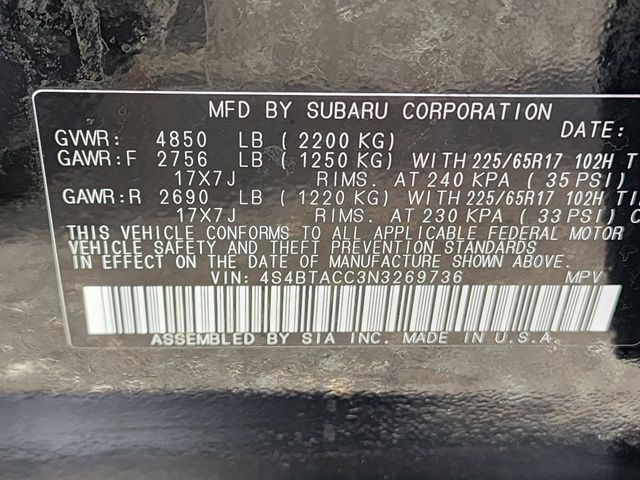 MFD BY SUBARU CORPORATION
DATE:
GVWR: 4850 LB (2200 KG)
GAWR:F 2756 LB (1250 KG) WITH 225/65R17 102H
17X7J RIMS. AT 240 KPA (35 PSI)
GAWR:R 2690 LB (1220 KG) WITH 225/65R17 102H
17X7J RIMS. AT 230 KPA (33 PSI)
THIS VEHICLE CONFORMS TO ALL APPLICABLE FEDERAL MOTOR
VEHICLE SAFETY AND THEFT PREVENTION STANDARDS IN
EFFECT ON THE DATE OF MANUFACTURE SHOWN ABOVE.
VIN: 4S4BTACC3N3269736 MPV
ASSEMBLED BY SIA INC. MADE IN U.S.A.